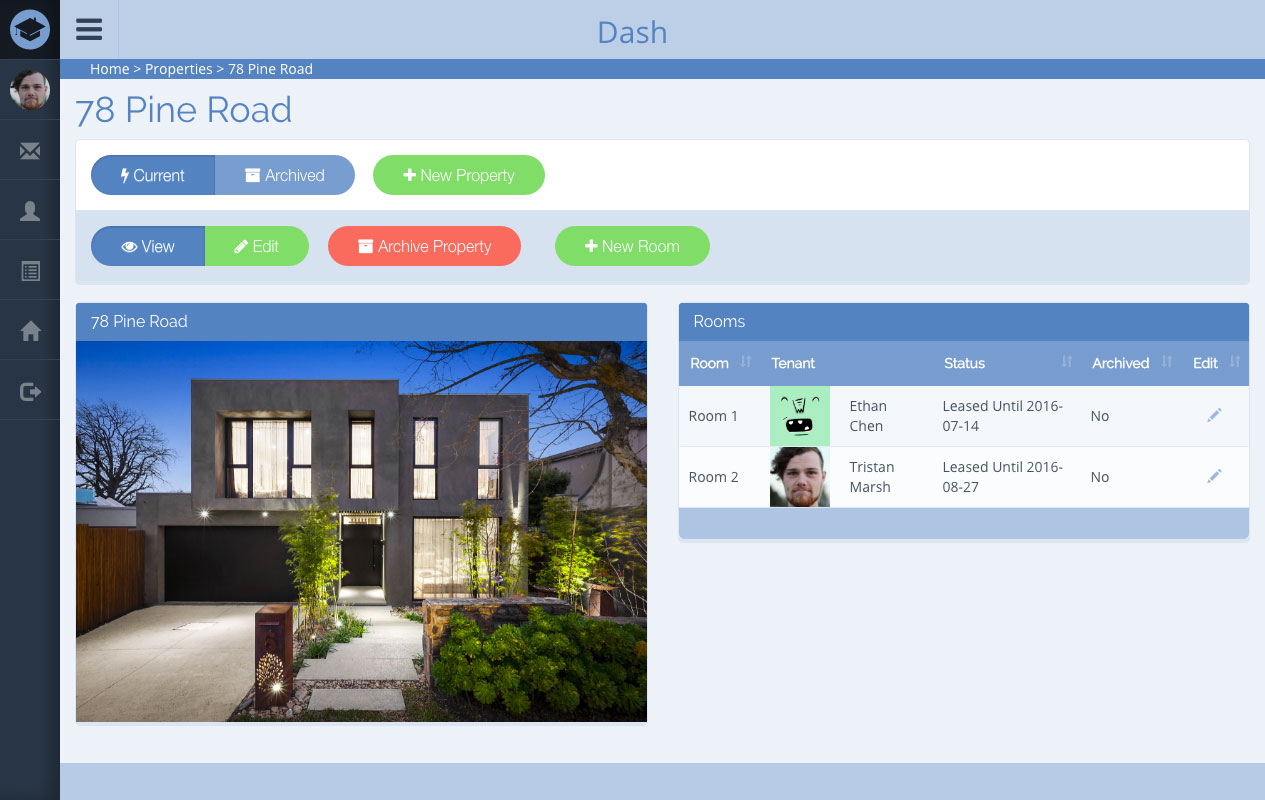 Dash
Home > Properties > 78 Pine Road
78 Pine Road
Current Archived New Property
View Edit Archive Property New Room
78 Pine Road
Rooms
Room Tenant Status Archived Edit
Room 1 Ethan Chen Leased Until 2016-07-14 No
Room 2 Tristan Marsh Leased Until 2016-08-27 No